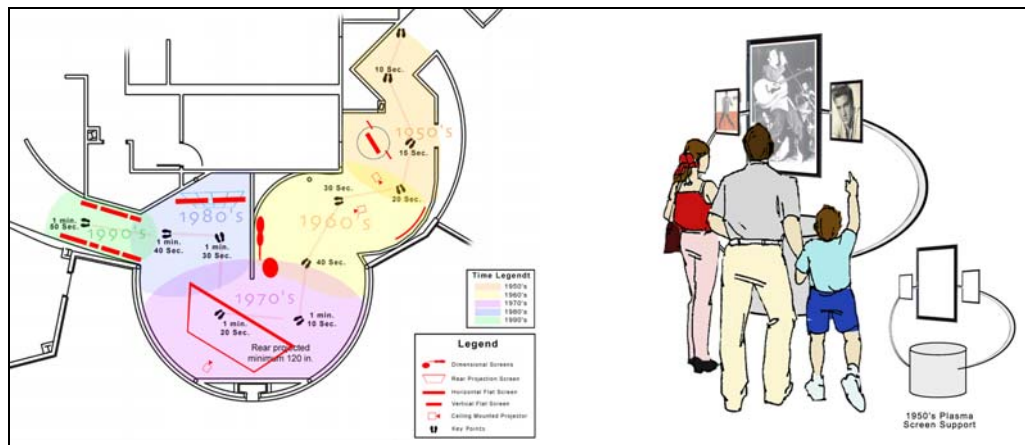 10 Sec.
1950's
15 Sec.
30 Sec.
20 Sec.
1960's
40 Sec.
1980's
1 min.
30 Sec.
1 min.
40 Sec.
1990's
1 min.
50 Sec.
1970's
1 min.
20 Sec.
1 min.
10 Sec.
Rear projected
minimum 120 in.
Time Legendt
1950's
1960's
1970's
1980's
1990's
Legend
Dimensional Screens
Rear Projection Screen
Horizontal Flat Screen
Vertical Flat Screen
Ceiling Mounted Projector
Key Points
1950's Plasma
Screen Support